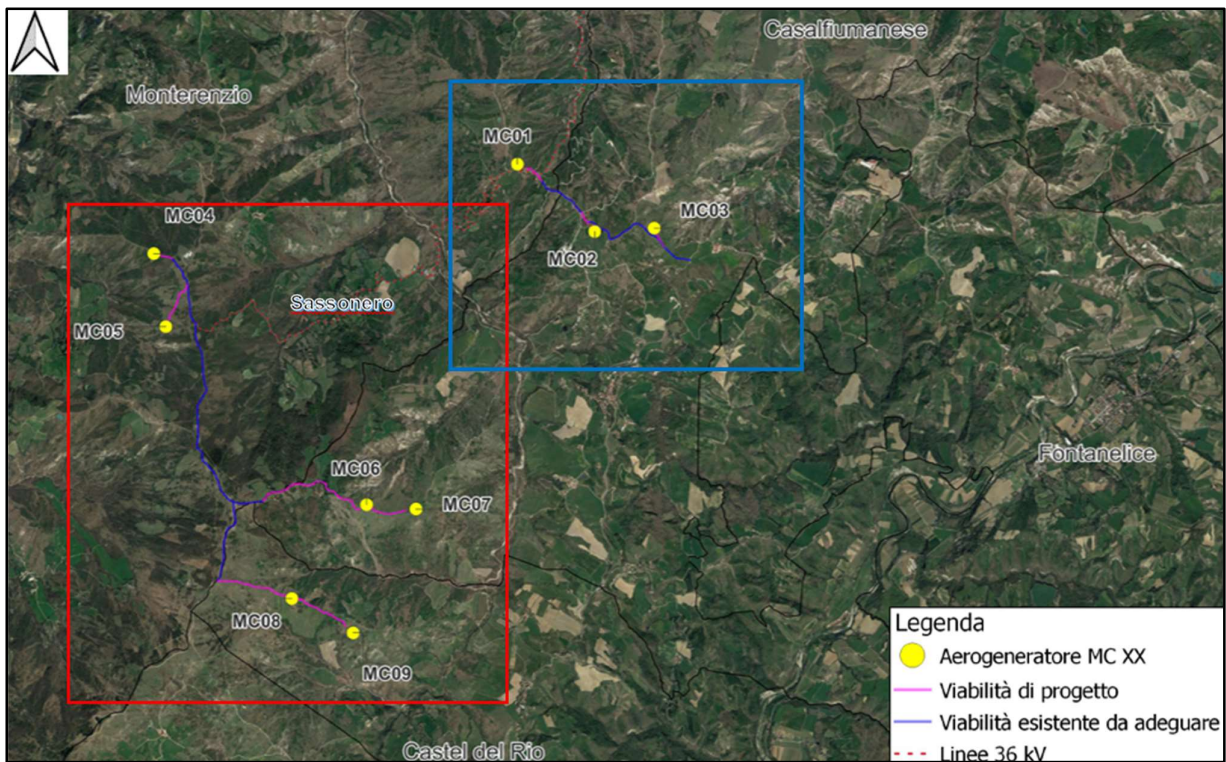 Casalfiumanese
Monterenzio
MC01
MC03
MC04
MC02
Sassonero
MC05
Fontanelice
MC06
MC07
MC08
MC09
Castel del Rio
Legenda
Aerogeneratore MC XX
Viabilità di progetto
Viabilità esistente da adeguare
Linee 36 kV